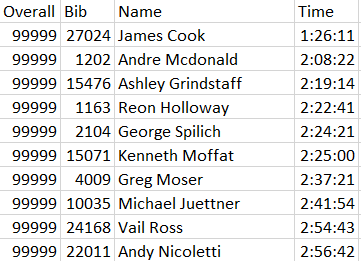 Overall Bib Name Time
99999 27024 James Cook 1:26:11
99999 1202 Andre Mcdonald 2:08:22
99999 15476 Ashley Grindstaff 2:19:14
99999 1163 Reon Holloway 2:22:41
99999 2104 George Spilich 2:24:21
99999 15071 Kenneth Moffat 2:25:00
99999 4009 Greg Moser 2:37:21
99999 10035 Michael Juettner 2:41:54
99999 24168 Vail Ross 2:54:43
99999 22011 Andy Nicoletti 2:56:42